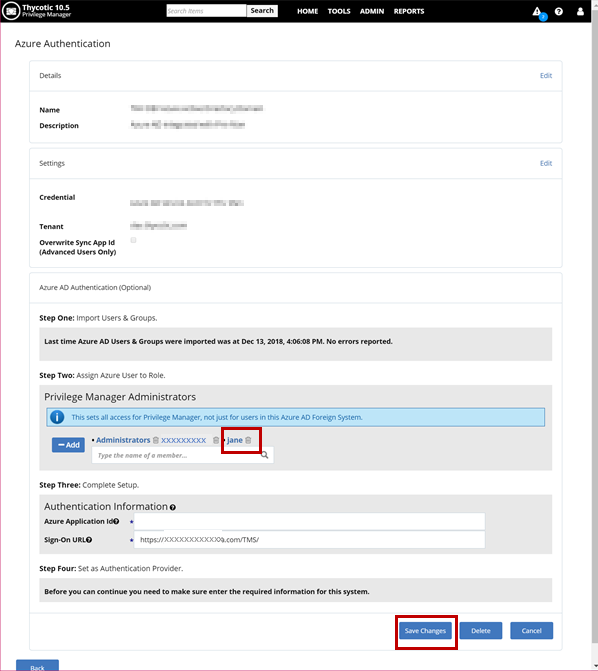 Thycotic 10.5
Privilege Manager
Search items
Search
HOME TOOLS ADMIN REPORTS
Azure Authentication
Details Edit
Name
Description
Settings Edit
Credential
Tenant
Overwrite Sync App Id
(Advanced Users Only)
Azure AD Authentication (Optional)
Step One: Import Users & Groups.
Last time Azure AD Users & Groups were imported was at Dec 13, 2018, 4:06:08 PM. No errors reported.
Step Two: Assign Azure User to Role.
Privilege Manager Administrators
This sets all access for Privilege Manager, not just for users in this Azure AD Foreign System.
Add • Administrators XXXXXXXXX • jane
Type the name of a member...
Step Three: Complete Setup.
Authentication Information
Azure Application Id *
Sign-On URL * https://XXXXXXXXXXXX.com/TMS/
Step Four: Set as Authentication Provider.
Before you can continue you need to make sure enter the required information for this system.
Save Changes Delete Cancel
Back